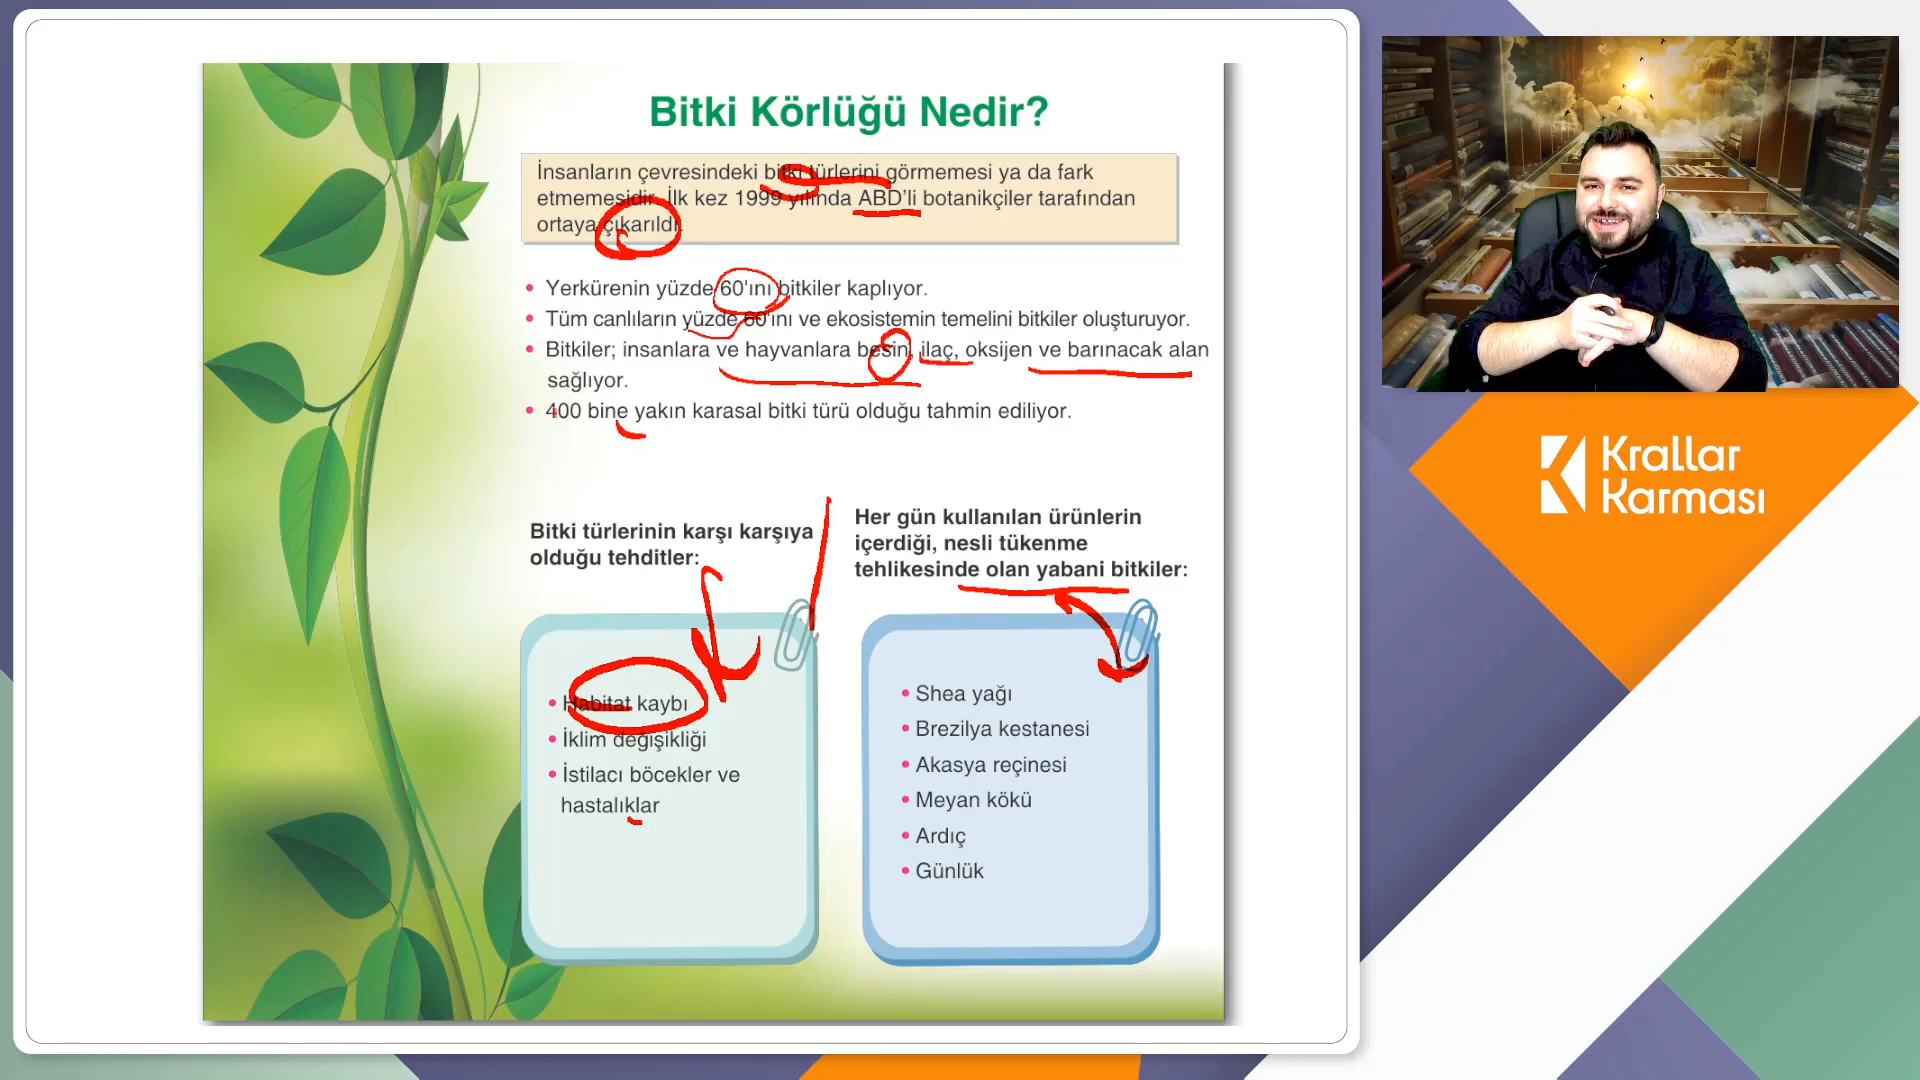 Bitki Körlüğü Nedir?
İnsanların çevresindeki bitki türlerini görmemesi ya da fark
etmemesidir. İlk kez 1999 yılında ABD'li botanikçiler tarafından
ortaya çıkarıldı.
• Yerkürenin yüzde 60'ını bitkiler kaplıyor.
• Tüm canlıların yüzde 60'ını ve ekosistemin temelini bitkiler oluşturuyor.
• Bitkiler; insanlara ve hayvanlara besin, ilaç, oksijen ve barınacak alan
sağlıyor.
• 400 bine yakın karasal bitki türü olduğu tahmin ediliyor.
Bitki türlerinin karşı karşıya
olduğu tehditler:
• Habitat kaybı
• İklim değişikliği
• İstilacı böcekler ve
hastalıklar
Her gün kullanılan ürünlerin
içerdiği, nesli tükenme
tehlikesinde olan yabani bitkiler:
• Shea yağı
• Brezilya kestanesi
• Akasya reçinesi
• Meyan kökü
• Ardıç
• Günlük
Krallar
Karması